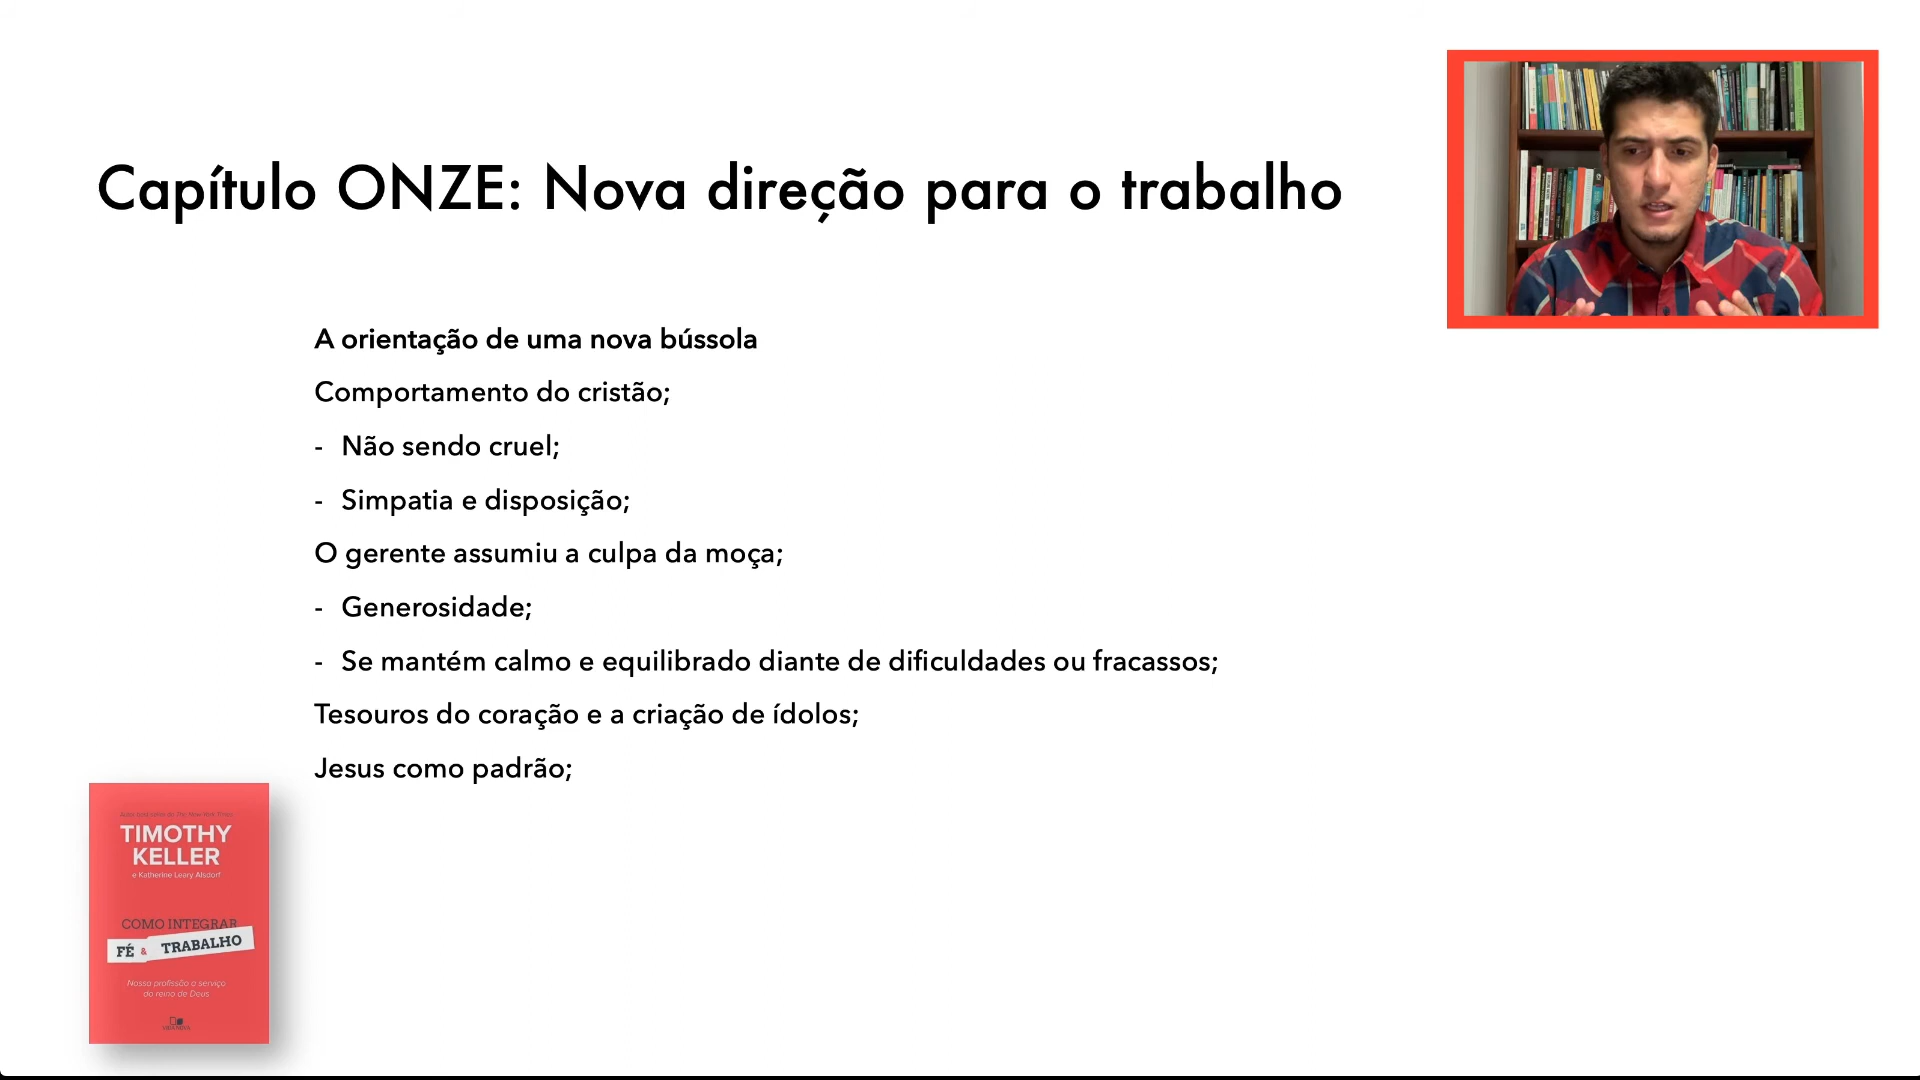 Capítulo ONZE: Nova direção para o trabalho
A orientação de uma nova bússola
Comportamento do cristão;
- Não sendo cruel;
- Simpatia e disposição;
O gerente assumiu a culpa da moça;
- Generosidade;
- Se mantém calmo e equilibrado diante de dificuldades ou fracassos;
Tesouros do coração e a criação de ídolos;
Jesus como padrão;
TIMOTHY
KELLER
e Katherine Leary Alsdorf
COMO INTEGRAR
FÉ & TRABALHO
Nossa profissão a serviço
do reino de Deus
VIDA NOVA